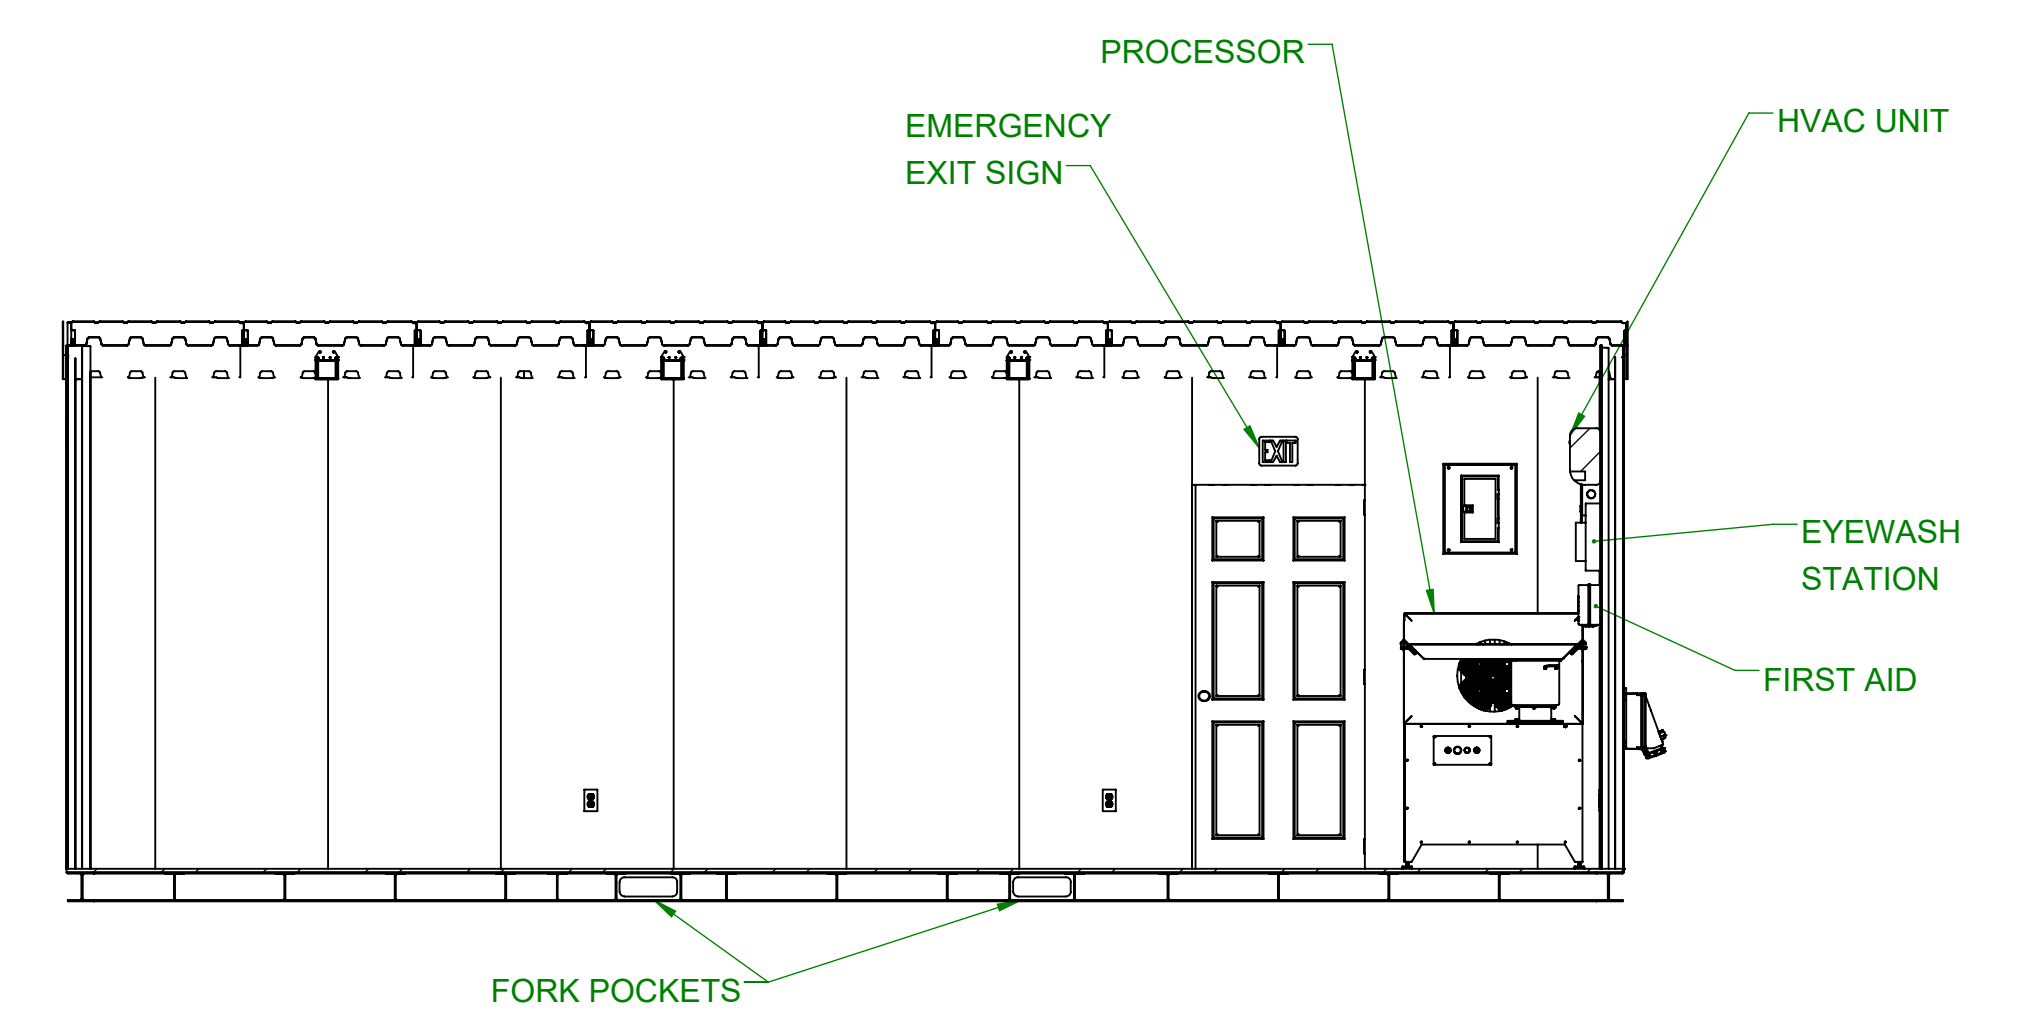 PROCESSOR
EMERGENCY
EXIT SIGN
HVAC UNIT
EXIT
EYEWASH
STATION
FIRST AID
FORK POCKETS